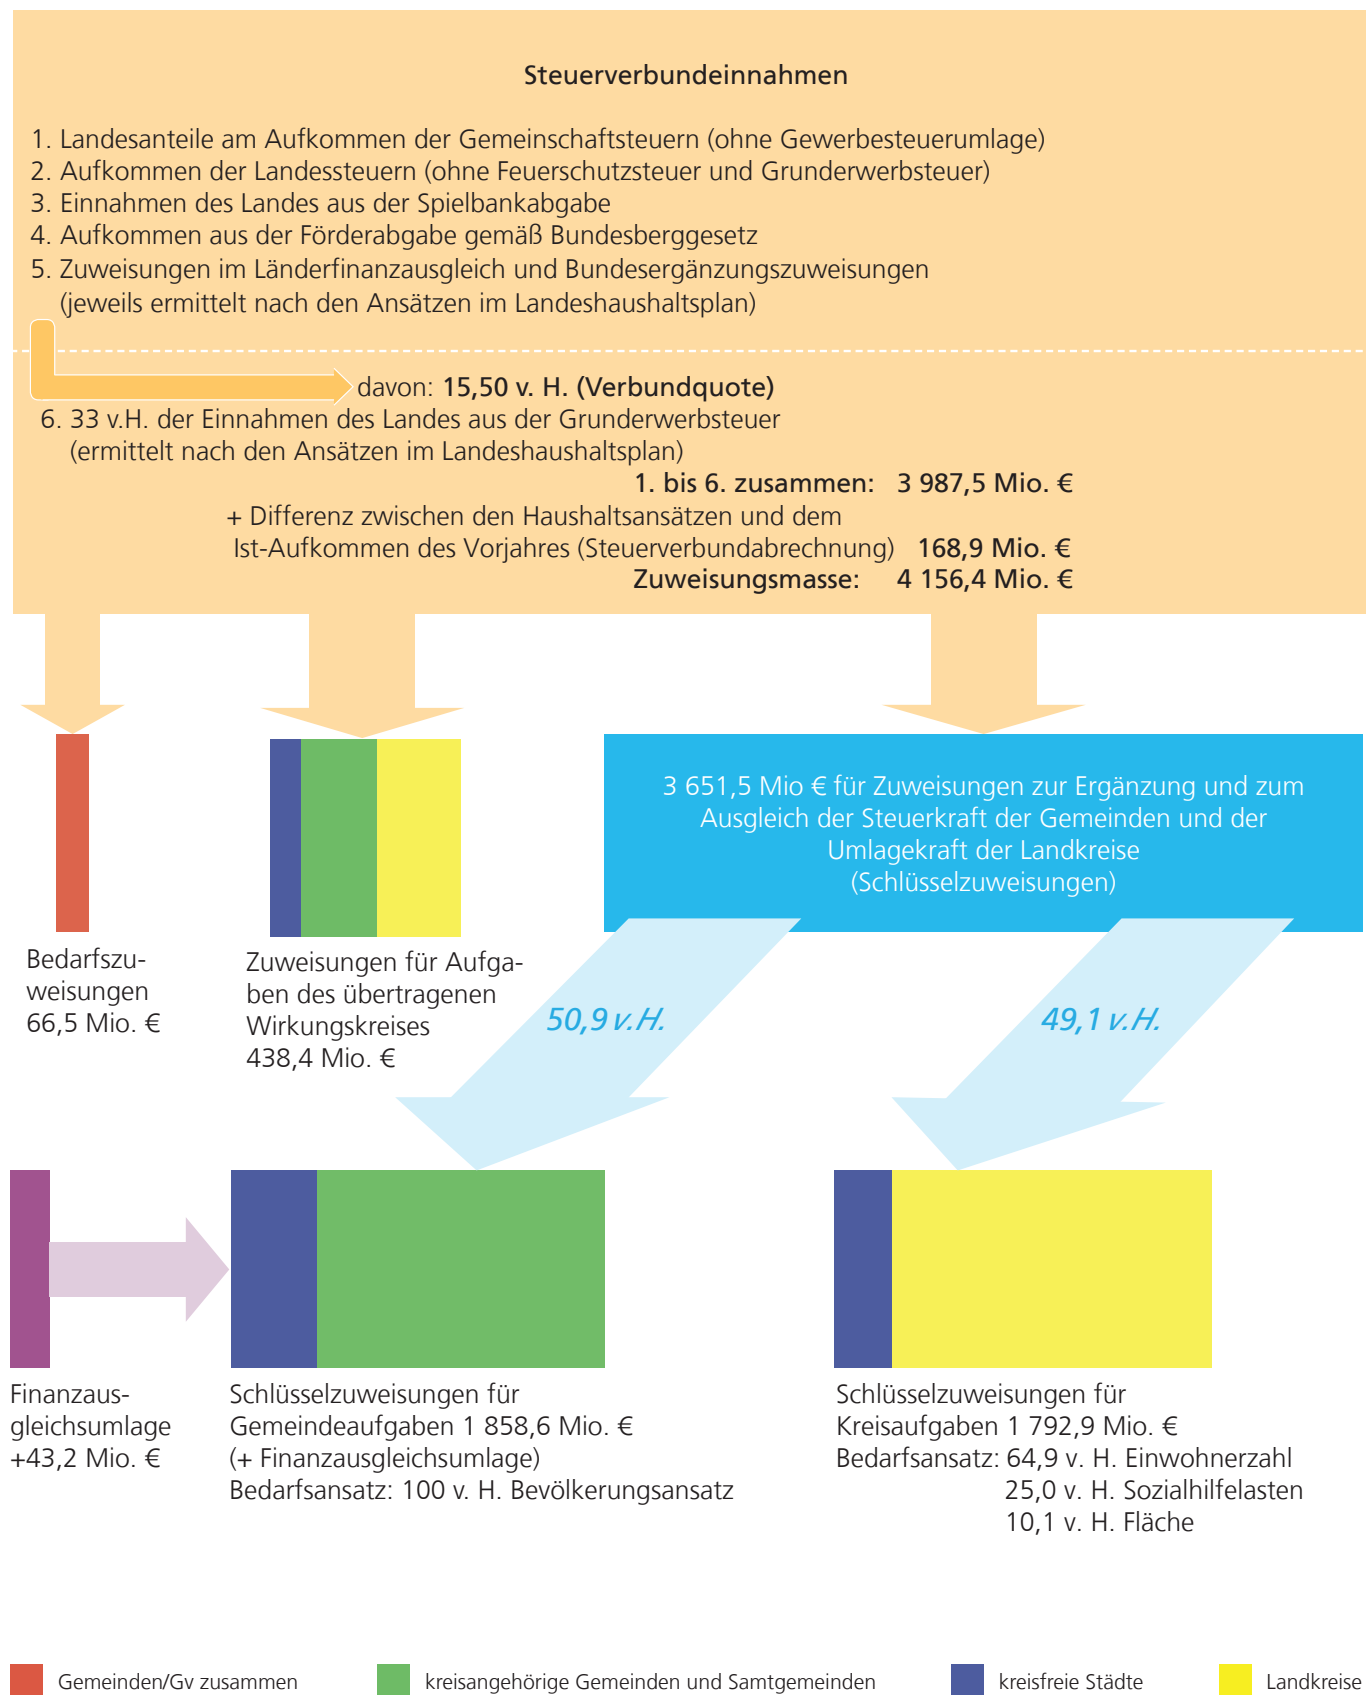 Steuerverbundeinnahmen
1. Landesanteile am Aufkommen der Gemeinschaftsteuern (ohne Gewerbesteuerumlage)
2. Aufkommen der Landessteuern (ohne Feuerschutzsteuer und Grunderwerbsteuer)
3. Einnahmen des Landes aus der Spielbankabgabe
4. Aufkommen aus der Förderabgabe gemäß Bundesberggesetz
5. Zuweisungen im Länderfinanzausgleich und Bundesergänzungszuweisungen
(jeweils ermittelt nach den Ansätzen im Landeshaushaltsplan)
davon: 15,50 v. H. (Verbundquote)
6. 33 v.H. der Einnahmen des Landes aus der Grunderwerbsteuer
(ermittelt nach den Ansätzen im Landeshaushaltsplan)
1. bis 6. zusammen: 3 987,5 Mio. €
+ Differenz zwischen den Haushaltsansätzen und dem
Ist-Aufkommen des Vorjahres (Steuerverbundabrechnung) 168,9 Mio. €
Zuweisungsmasse: 4 156,4 Mio. €
3 651,5 Mio € für Zuweisungen zur Ergänzung und zum
Ausgleich der Steuerkraft der Gemeinden und der
Umlagekraft der Landkreise
(Schlüsselzuweisungen)
Bedarfszu-
weisungen
66,5 Mio. €
Zuweisungen für Aufga-
ben des übertragenen
Wirkungskreises
438,4 Mio. €
50,9 v.H.
49,1 v.H.
Finanzaus-
gleichsumlage
+43,2 Mio. €
Schlüsselzuweisungen für
Gemeindeaufgaben 1 858,6 Mio. €
(+ Finanzausgleichsumlage)
Bedarfsansatz: 100 v. H. Bevölkerungsansatz
Schlüsselzuweisungen für
Kreisaufgaben 1 792,9 Mio. €
Bedarfsansatz: 64,9 v. H. Einwohnerzahl
25,0 v. H. Sozialhilfelasten
10,1 v. H. Fläche
Gemeinden/Gv zusammen
kreisangehörige Gemeinden und Samtgemeinden
kreisfreie Städte
Landkreise